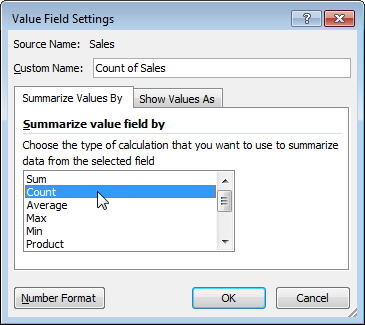 Value Field Settings
Source Name: Sales
Custom Name: Count of Sales
Summarize Values By Show Values As
Summarize value field by
Choose the type of calculation that you want to use to summarize
data from the selected field
Sum
Count
Average
Max
Min
Product
Number Format OK Cancel